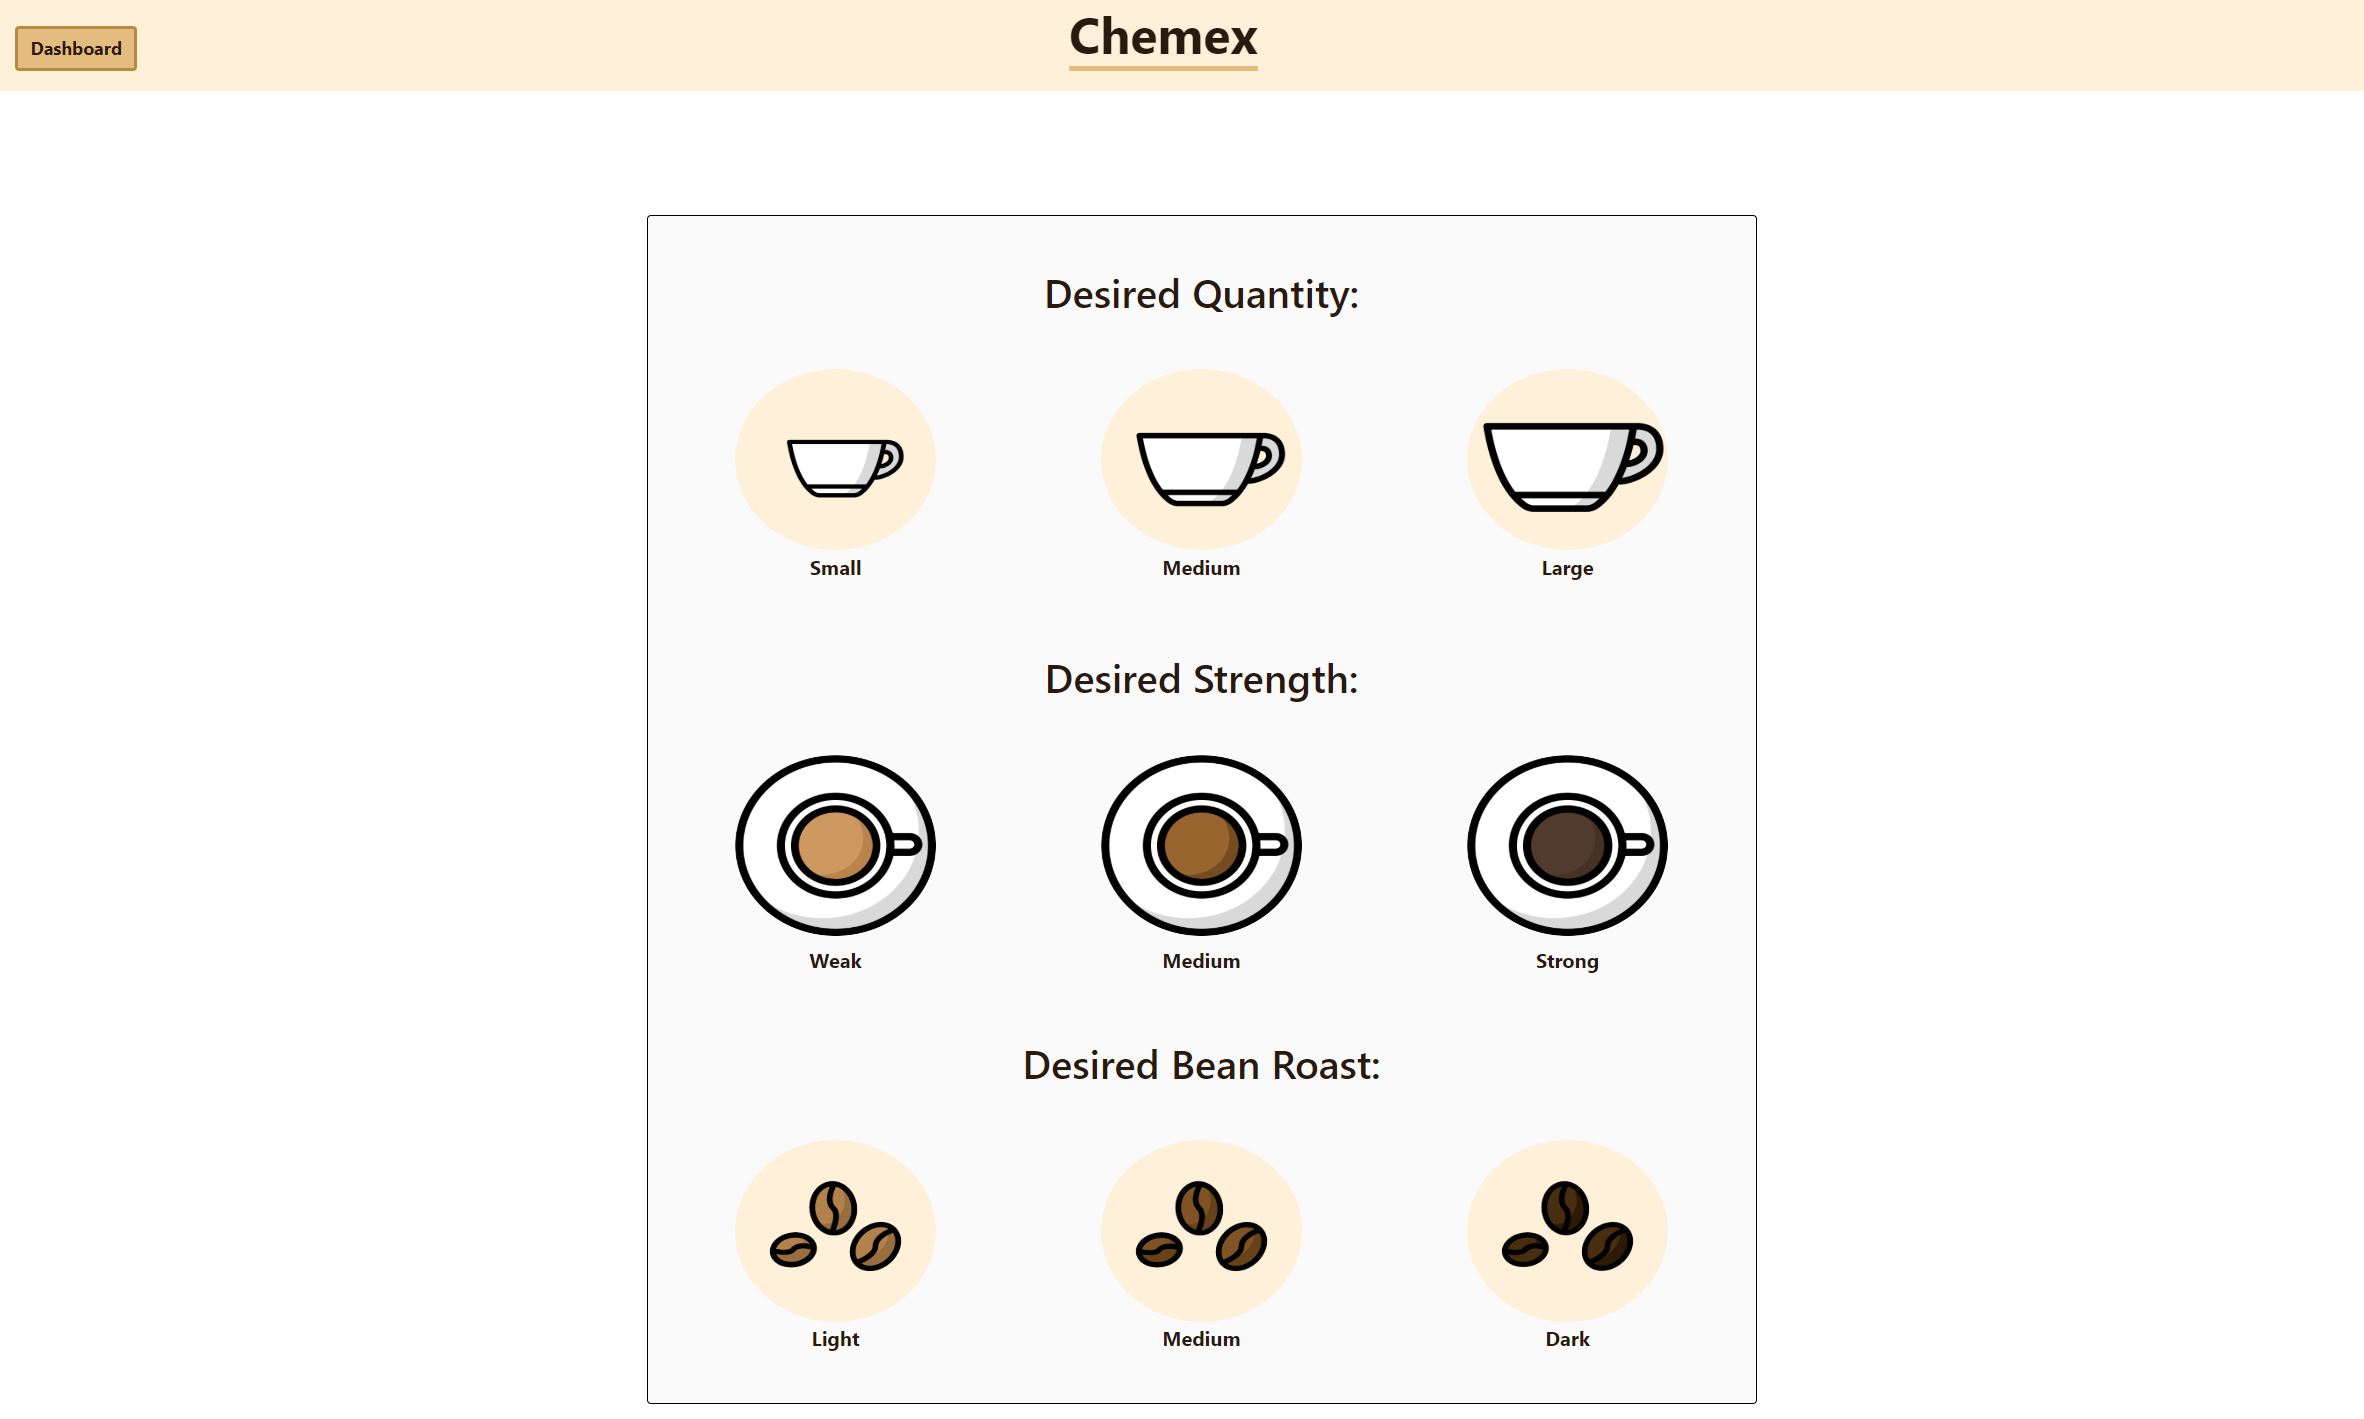 Dashboard
Chemex
Desired Quantity:
Small
Medium
Large
Desired Strength:
Weak
Medium
Strong
Desired Bean Roast:
Light
Medium
Dark